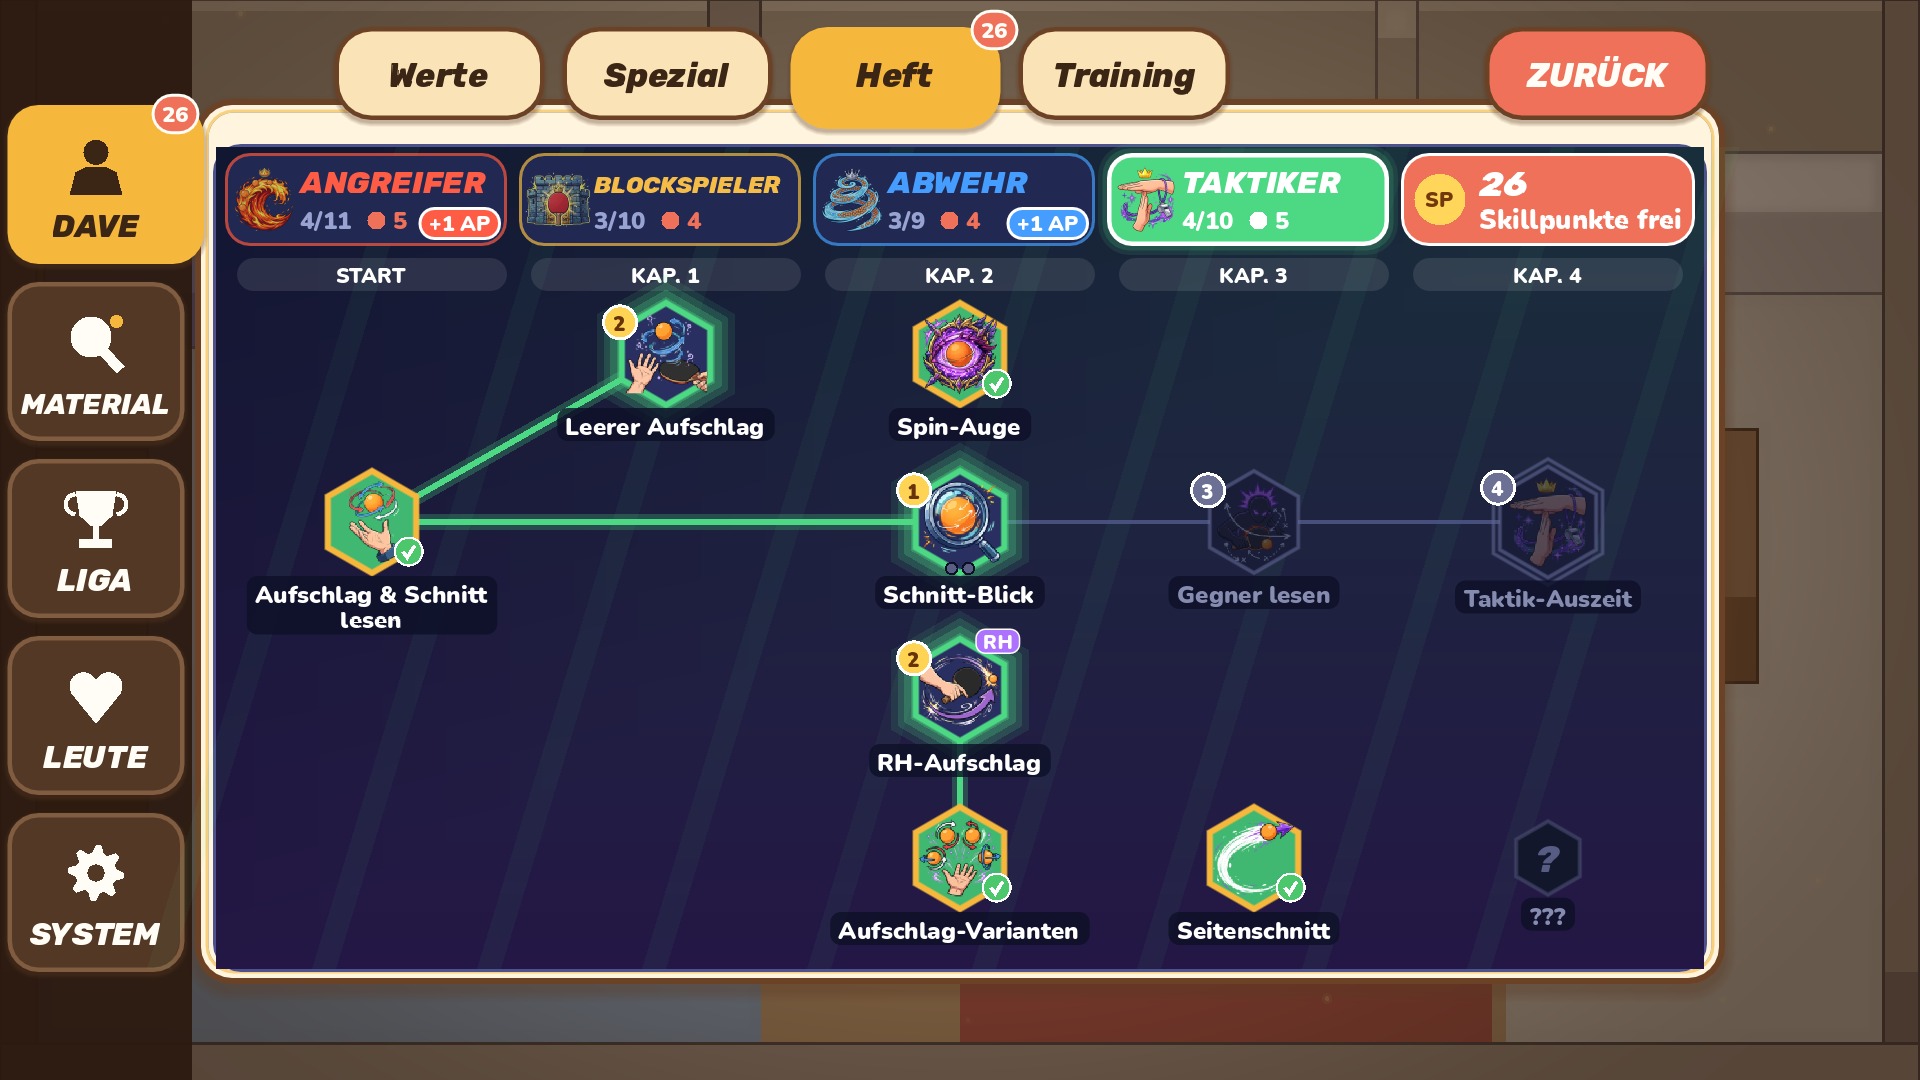 Werte
Spezial
Heft
26
Training
ZURÜCK
26
DAVE
MATERIAL
LIGA
LEUTE
SYSTEM
ANGREIFER
4/11 5 +1 AP
BLOCKSPIELER
3/10 4
ABWEHR
3/9 4 +1 AP
TAKTIKER
4/10 5
SP
26
Skillpunkte frei
START
KAP. 1
KAP. 2
KAP. 3
KAP. 4
2
Leerer Aufschlag
Spin-Auge
Aufschlag & Schnitt
lesen
1
Schnitt-Blick
3
Gegner lesen
4
Taktik-Auszeit
2
RH
RH-Aufschlag
Aufschlag-Varianten
Seitenschnitt
?
???